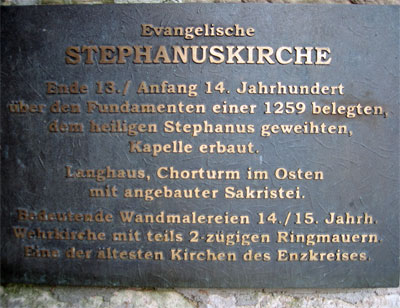 Evangelische
STEPHANUSKIRCHE
Ende 13./ Anfang 14. Jahrhundert
über den Fundamenten einer 1259 belegten,
dem heiligen Stephanus geweihten,
Kapelle erbaut.
Langhaus, Chorturm im Osten
mit angebauter Sakristei.
Bedeutende Wandmalereien 14./15. Jahrh.
Wehrkirche mit teils 2-zügigen Ringmauern.
Eine der ältesten Kirchen des Enzkreises.